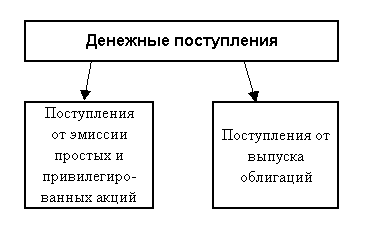 Денежные поступления
Поступления
от эмиссии
простых и
привилегиро-
ванных акций
Поступления от
выпуска
облигаций